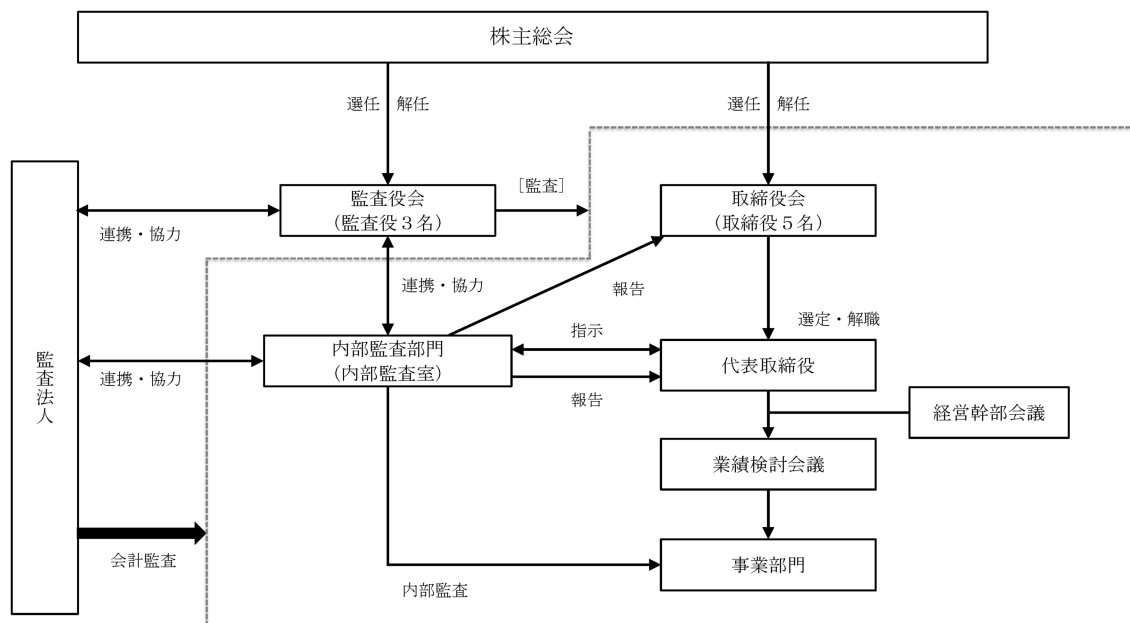 株主総会
選任
解任
選任
解任
監査役会
(監査役3名)
[監査]
取締役会
(取締役5名)
連携・協力
連携・協力
報告
選定・解職
内部監査部門
(内部監査室)
指示
代表取締役
連携・協力
報告
監査法人
経営幹部会議
業績検討会議
会計監査
事業部門
内部監査